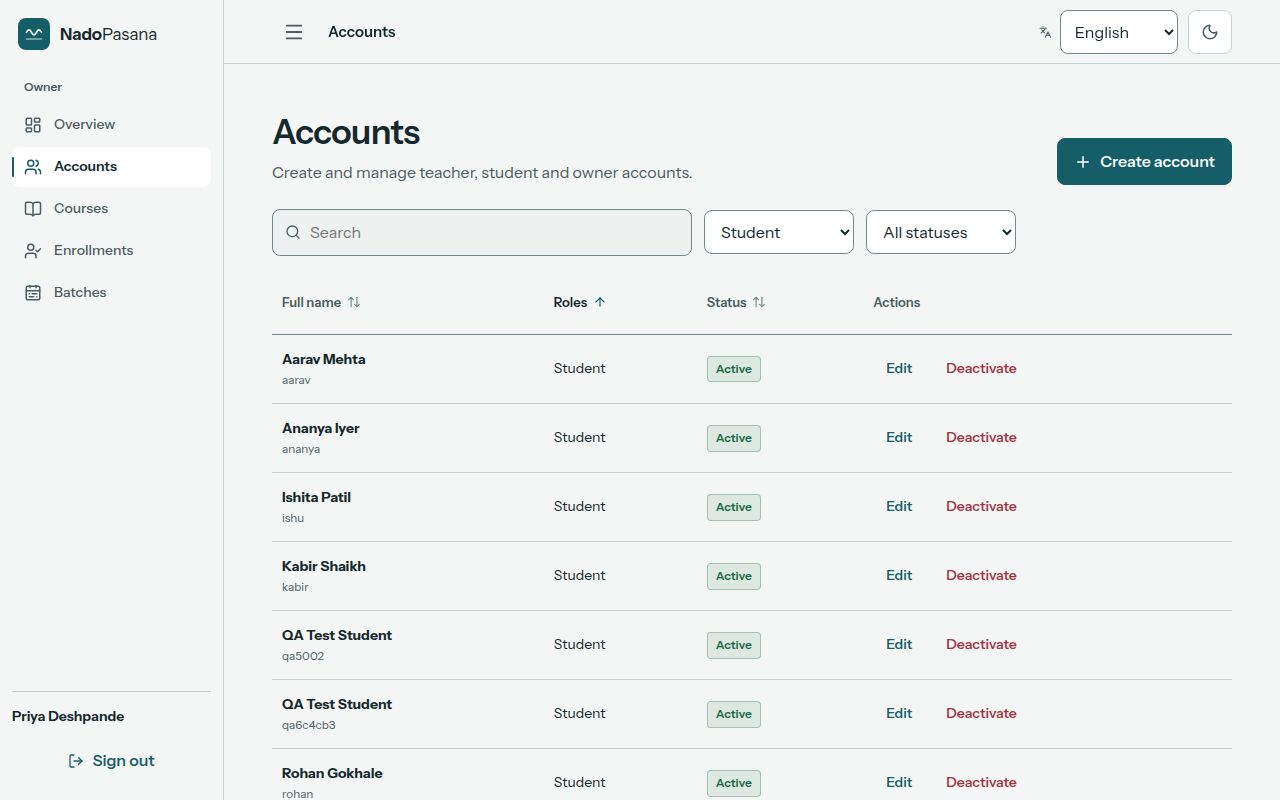 NadoPasana
Owner
Overview
Accounts
Courses
Enrollments
Batches
Priya Deshpande
Sign out
Accounts
English
Accounts
Create and manage teacher, student and owner accounts.
Create account
Search
Student
All statuses
Full name
Roles
Status
Actions
Aarav Mehta
aarav
Student
Active
Edit
Deactivate
Ananya Iyer
ananya
Student
Active
Edit
Deactivate
Ishita Patil
ishu
Student
Active
Edit
Deactivate
Kabir Shaikh
kabir
Student
Active
Edit
Deactivate
QA Test Student
qa5002
Student
Active
Edit
Deactivate
QA Test Student
qa6c4cb3
Student
Active
Edit
Deactivate
Rohan Gokhale
rohan
Student
Active
Edit
Deactivate